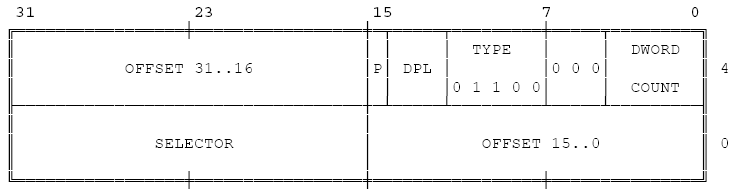 31 23 15 7 0
TYPE DWORD
OFFSET 31..16 P DPL 0 0 0 4
0 1 1 0 0 COUNT
SELECTOR OFFSET 15..0 0